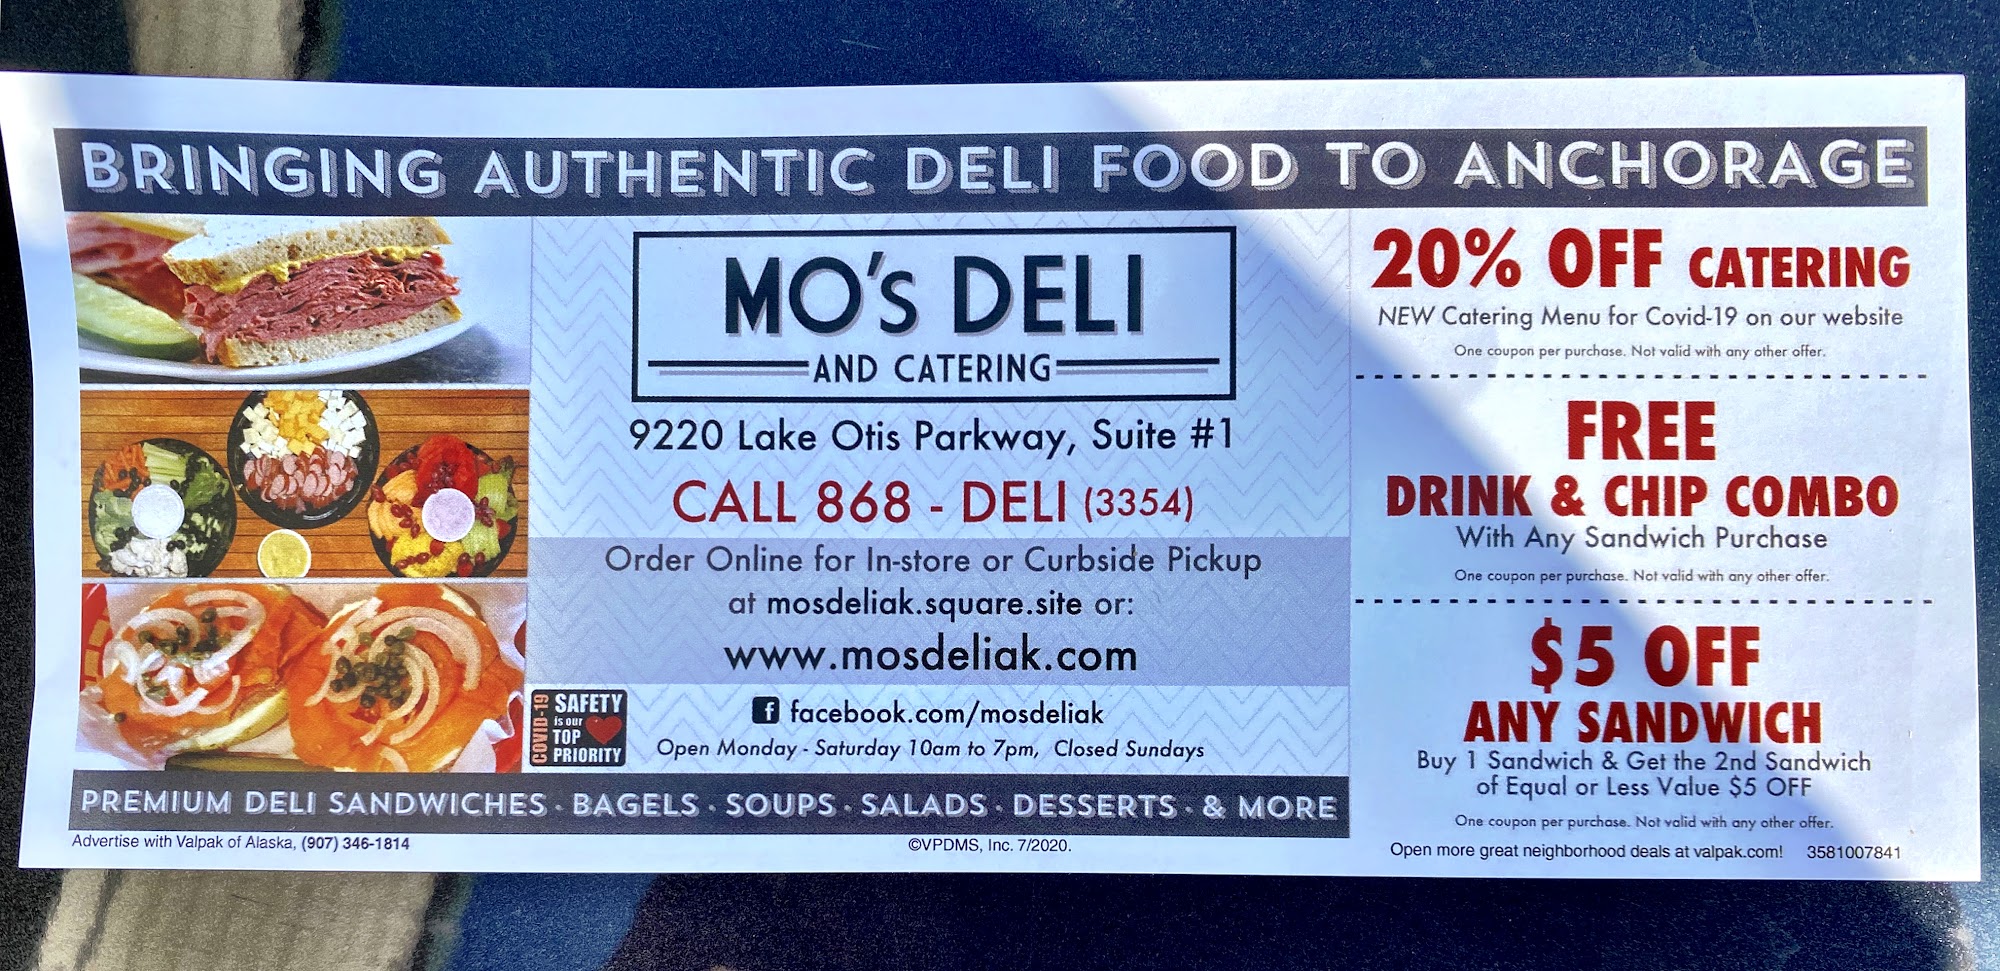 BRINGING AUTHENTIC DELI FOOD TO ANCHORAGE
MO'S DELI
AND CATERING
9220 Lake Otis Parkway, Suite #1
CALL 868 - DELI (3354)
Order Online for In-store or Curbside Pickup
at mosdeliak.square.site or:
www.mosdeliak.com
COVID-19
SAFETY
is our
TOP
PRIORITY
f facebook.com/mosdeliak
Open Monday - Saturday 10am to 7pm, Closed Sundays
PREMIUM DELI SANDWICHES · BAGELS · SOUPS · SALADS · DESSERTS · & MORE
Advertise with Valpak of Alaska, (907) 346-1814
©VPDMS, Inc. 7/2020.
20% OFF CATERING
NEW Catering Menu for Covid-19 on our website
One coupon per purchase. Not valid with any other offer.
FREE
DRINK & CHIP COMBO
With Any Sandwich Purchase
One coupon per purchase. Not valid with any other offer.
$5 OFF
ANY SANDWICH
Buy 1 Sandwich & Get the 2nd Sandwich
of Equal or Less Value $5 OFF
One coupon per purchase. Not valid with any other offer.
Open more great neighborhood deals at valpak.com! 3581007841